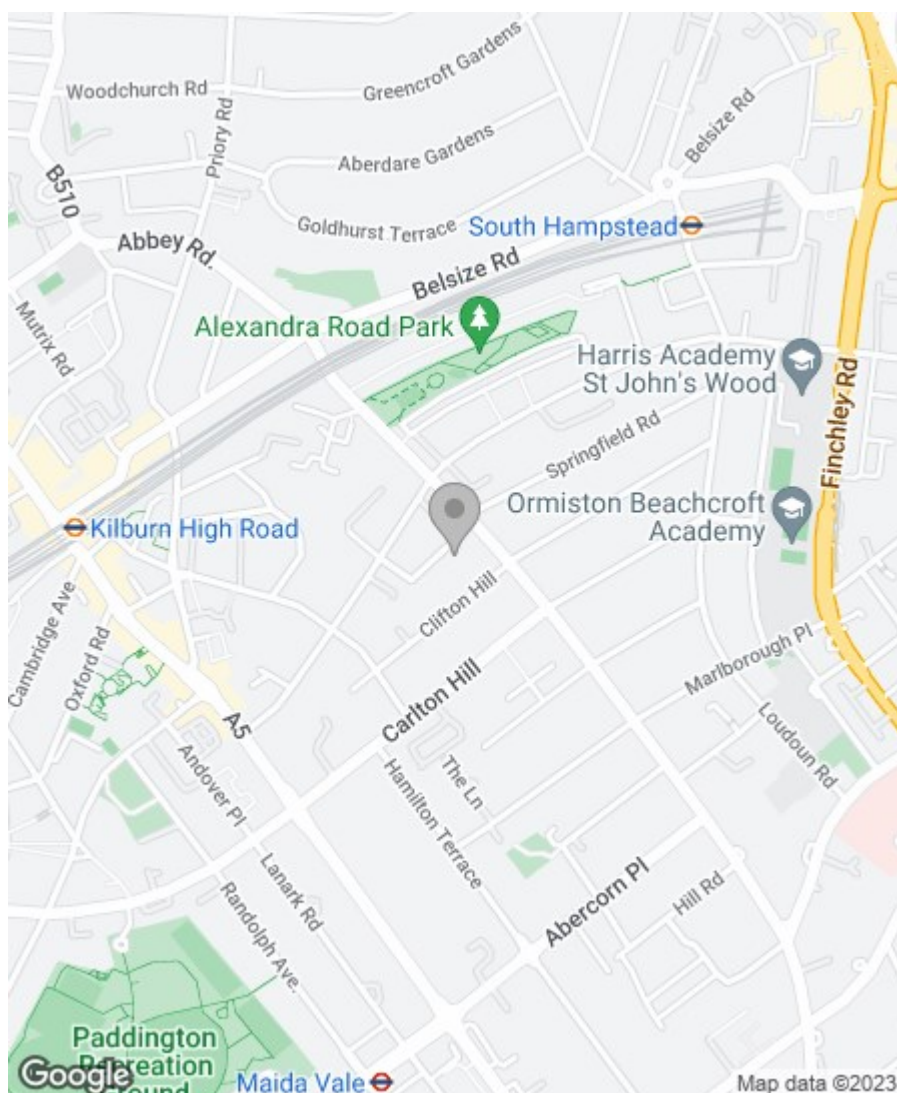 Woodchurch Rd
Priory Rd
Greencroft Gardens
Belsize Rd
Aberdare Gardens
B510
Goldhurst Terrace
South Hampstead
Abbey Rd.
Belsize Rd
Mutrix Rd
Alexandra Road Park
Harris Academy
St John's Wood
Finchley Rd
Springfield Rd
Ormiston Beachcroft
Academy
Kilburn High Road
Clifton Hill
Cambridge Ave
Oxford Rd
Marlborough Pl
Carlton Hill
A5
Loudoun Rd
Andover Pl
The Ln
Hamilton Terrace
Lanark Rd
Randolph Ave.
Abercorn Pl
Hill Rd
Paddington
Recreation
Ground
Google
Maida Vale
Map data ©2023